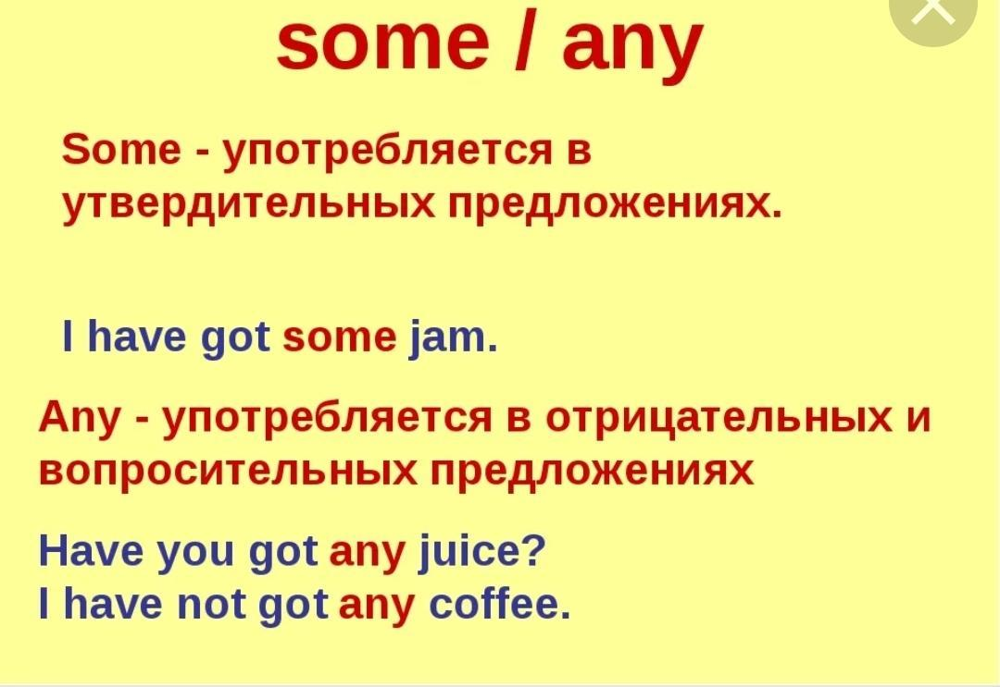 some / any
Some - употребляется в
утвердительных предложениях.
I have got some jam.
Any - употребляется в отрицательных и
вопросительных предложениях
Have you got any juice?
I have not got any coffee.